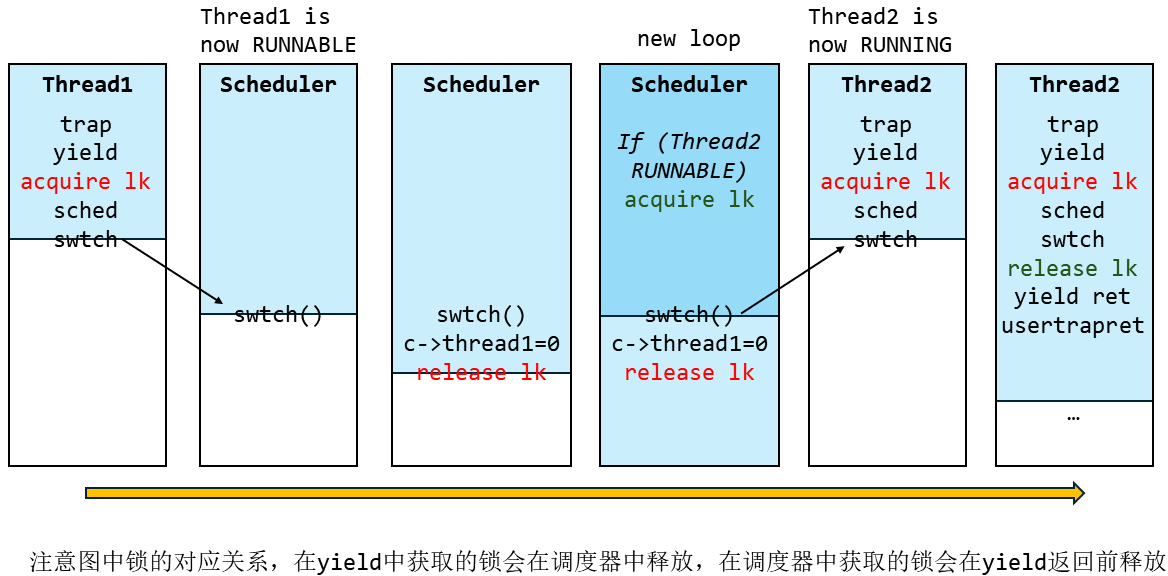 Thread1 is
now RUNNABLE
new loop
Thread2 is
now RUNNING
Thread1
trap
yield
acquire lk
sched
swtch
Scheduler
swtch()
Scheduler
swtch()
c->thread1=0
release lk
Scheduler
If (Thread2
RUNNABLE)
acquire lk
swtch()
c->thread1=0
release lk
Thread2
trap
yield
acquire lk
sched
swtch
Thread2
trap
yield
acquire lk
sched
swtch
release lk
yield ret
usertrapret
…
注意图中锁的对应关系，在yield中获取的锁会在调度器中释放，在调度器中获取的锁会在yield返回前释放